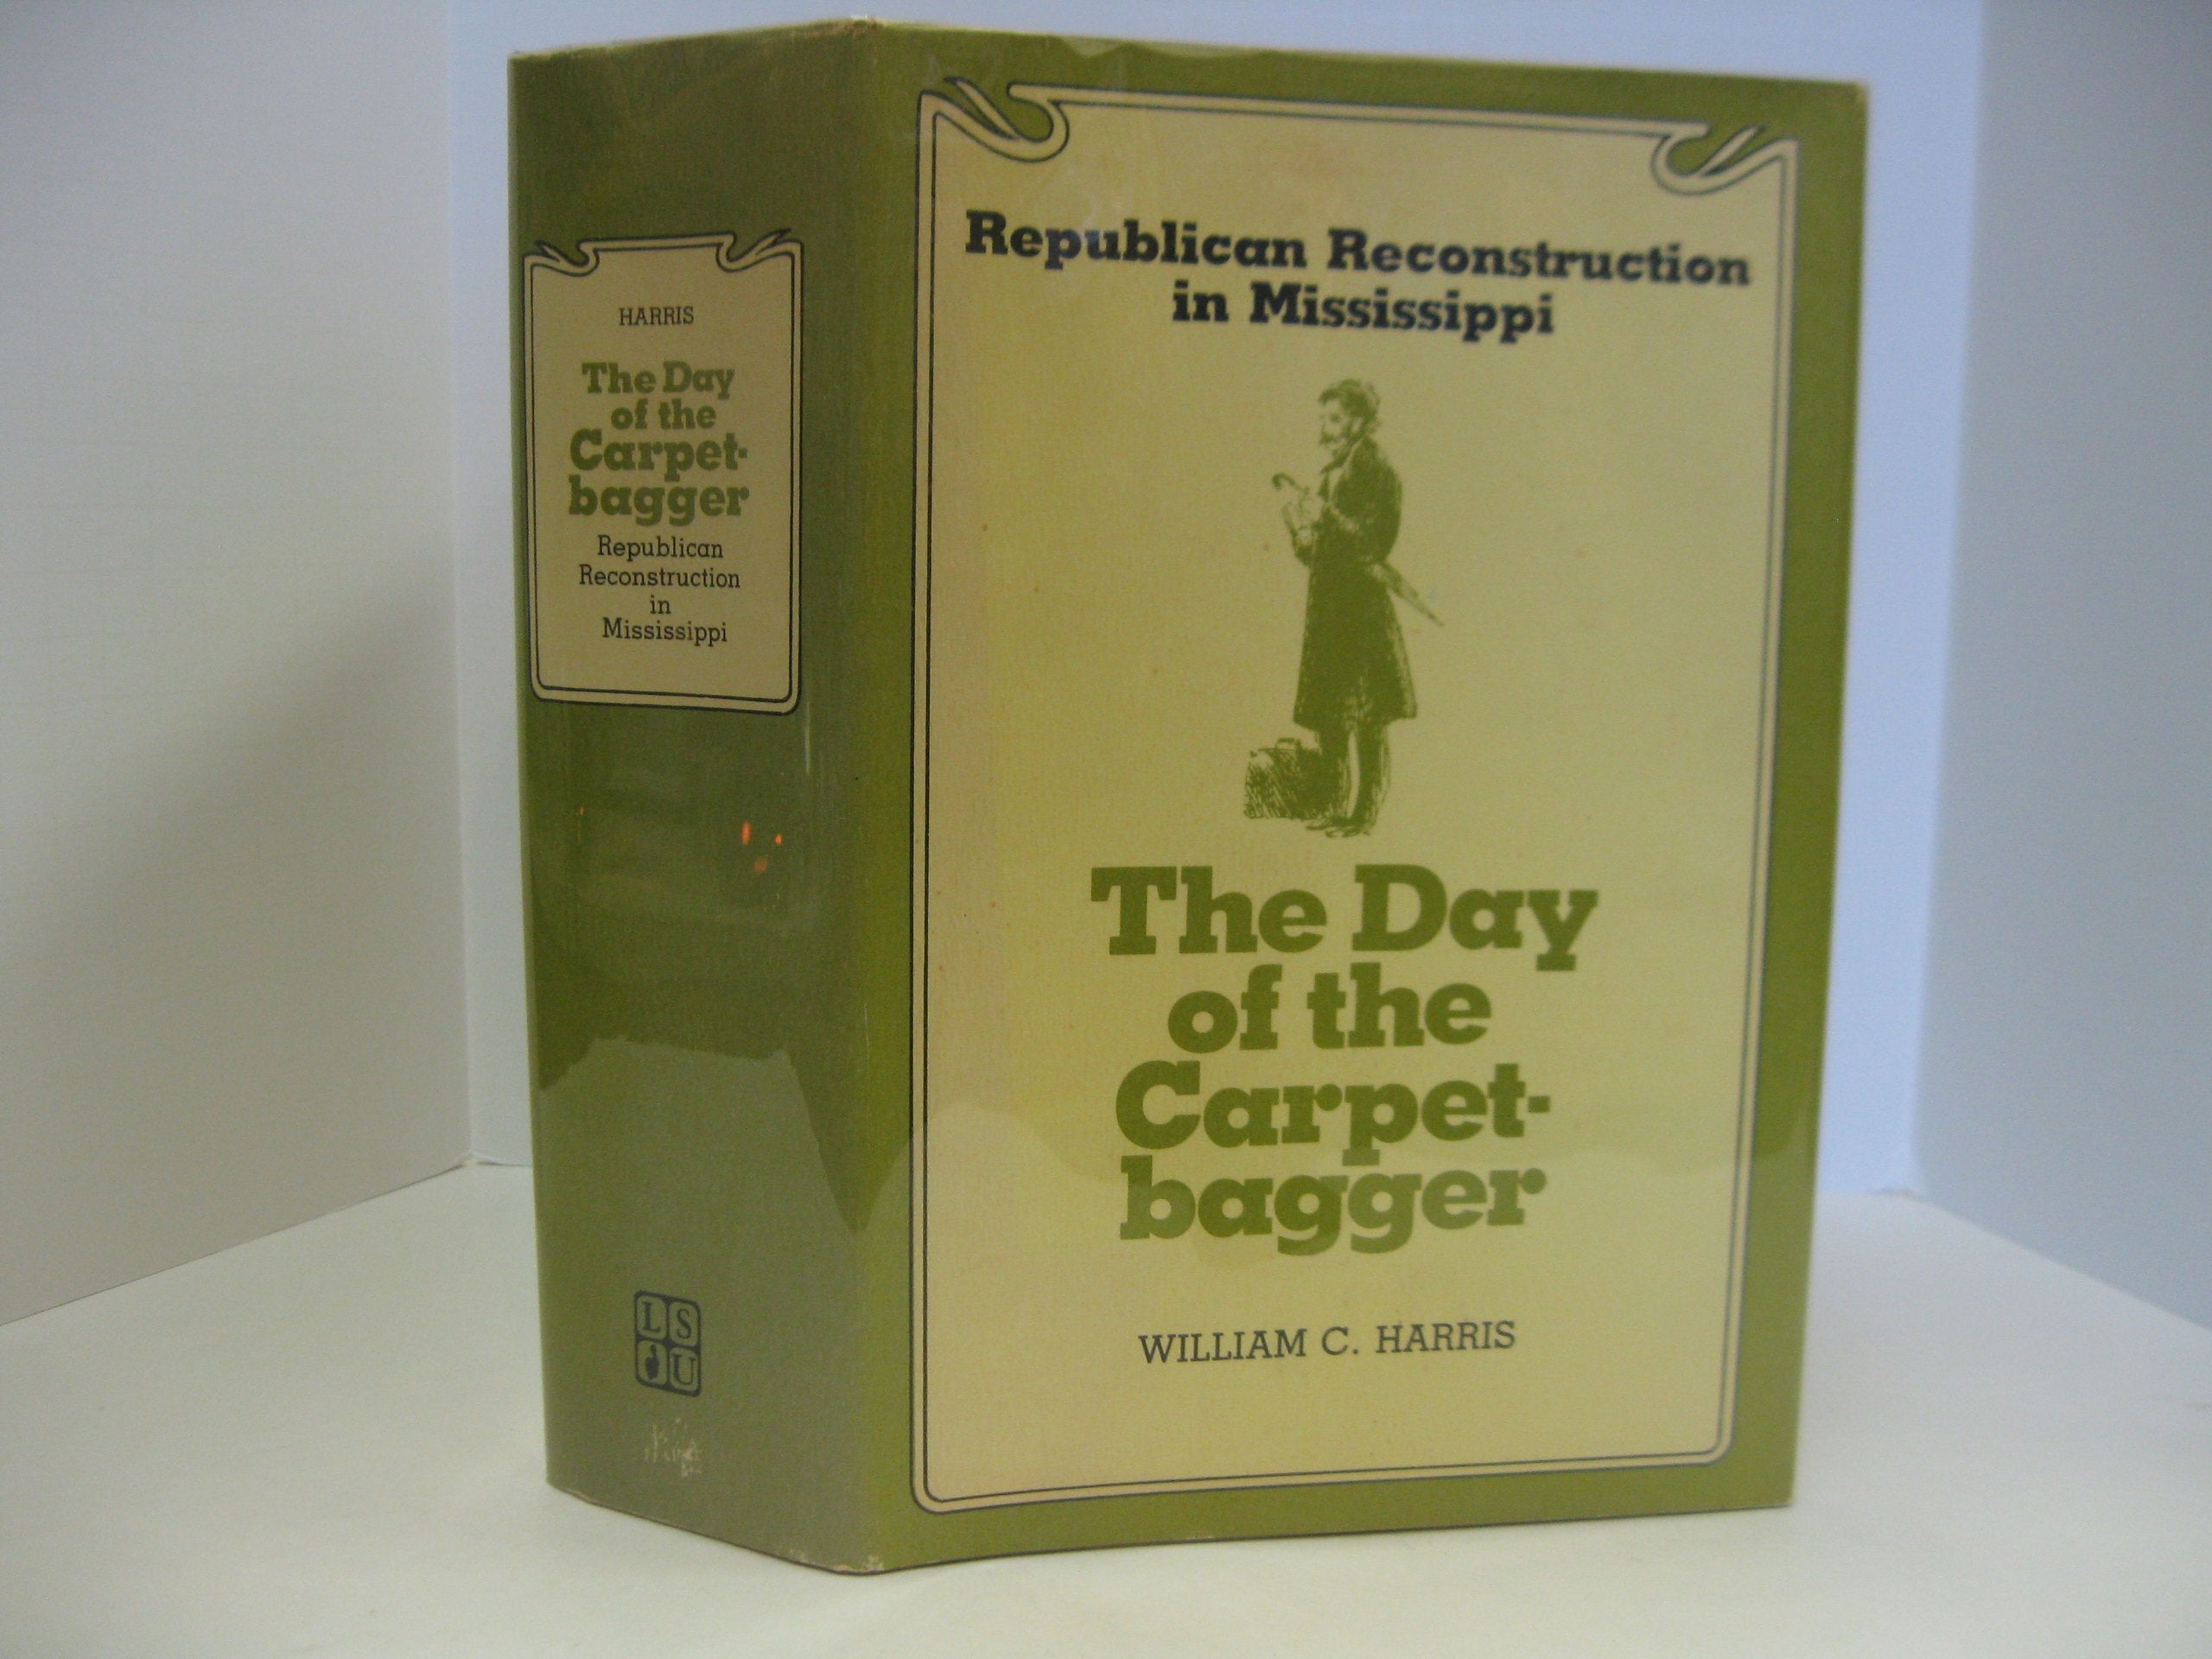 HARRIS
The Day
of the
Carpet-
bagger
Republican
Reconstruction
in
Mississippi
L S
U
Republican Reconstruction
in Mississippi
The Day
of the
Carpet-
bagger
WILLIAM C. HARRIS